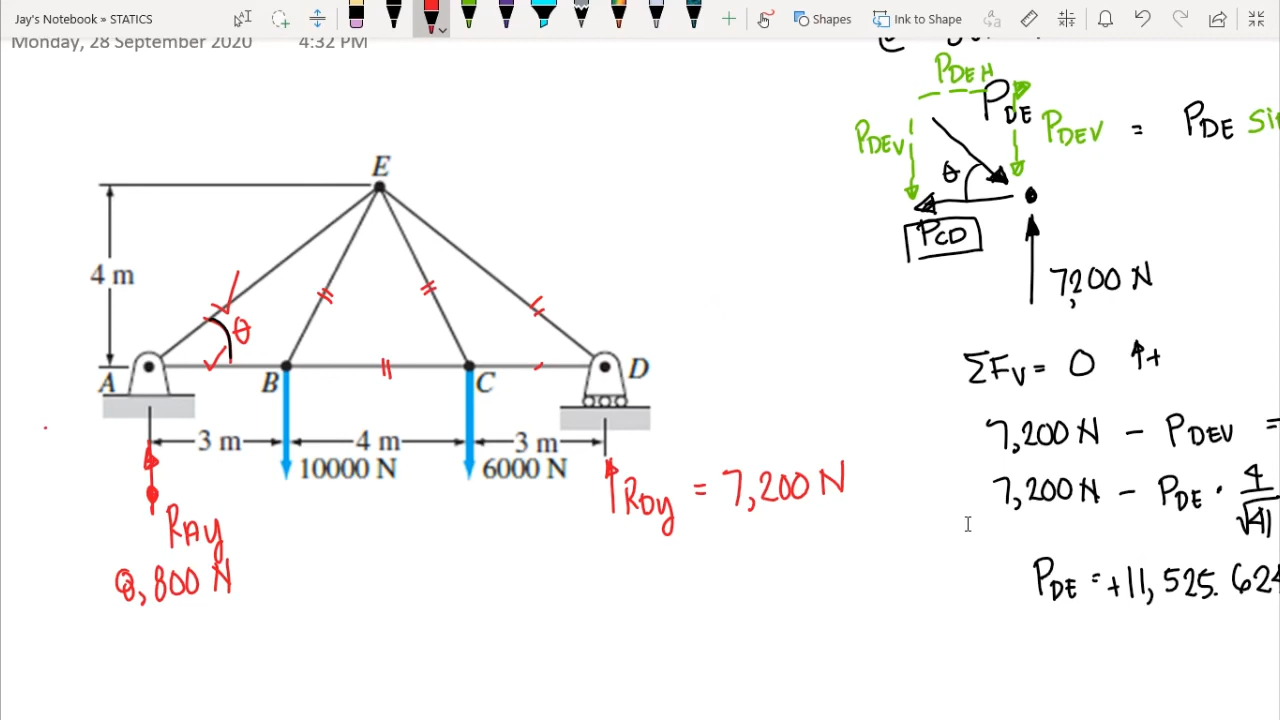 Jay's Notebook » STATICS
Shapes
Ink to Shape
Monday, 28 September 2020 4:32 PM
E
4 m
θ
A
B
C
D
3 m
4 m
3 m
10000 N
6000 N
RAy
8,800 N
RDy = 7,200 N
PDEH
PDE
PDEV
PDEV = PDE
θ
PCD
7,200 N
ΣFV = 0 ↑+
7,200 N - PDEV =
7,200 N - PDE · 4/√41
PDE = +11,525.62